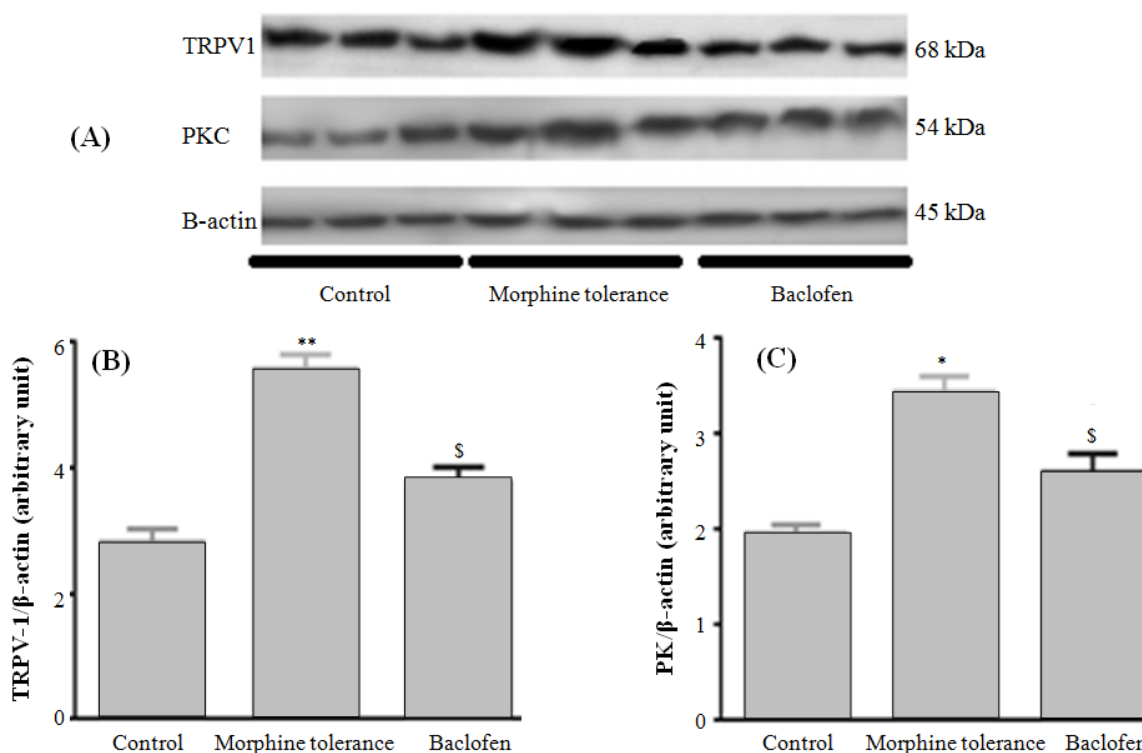 TRPV1
68 kDa
(A)
PKC
54 kDa
B-actin
45 kDa
Control
Morphine tolerance
Baclofen
(B)
TRPV-1/β-actin (arbitrary unit)
6
4
2
0
**
$
Control
Morphine tolerance
Baclofen
(C)
PK/β-actin (arbitrary unit)
4
3
2
1
0
*
$
Control
Morphine tolerance
Baclofen